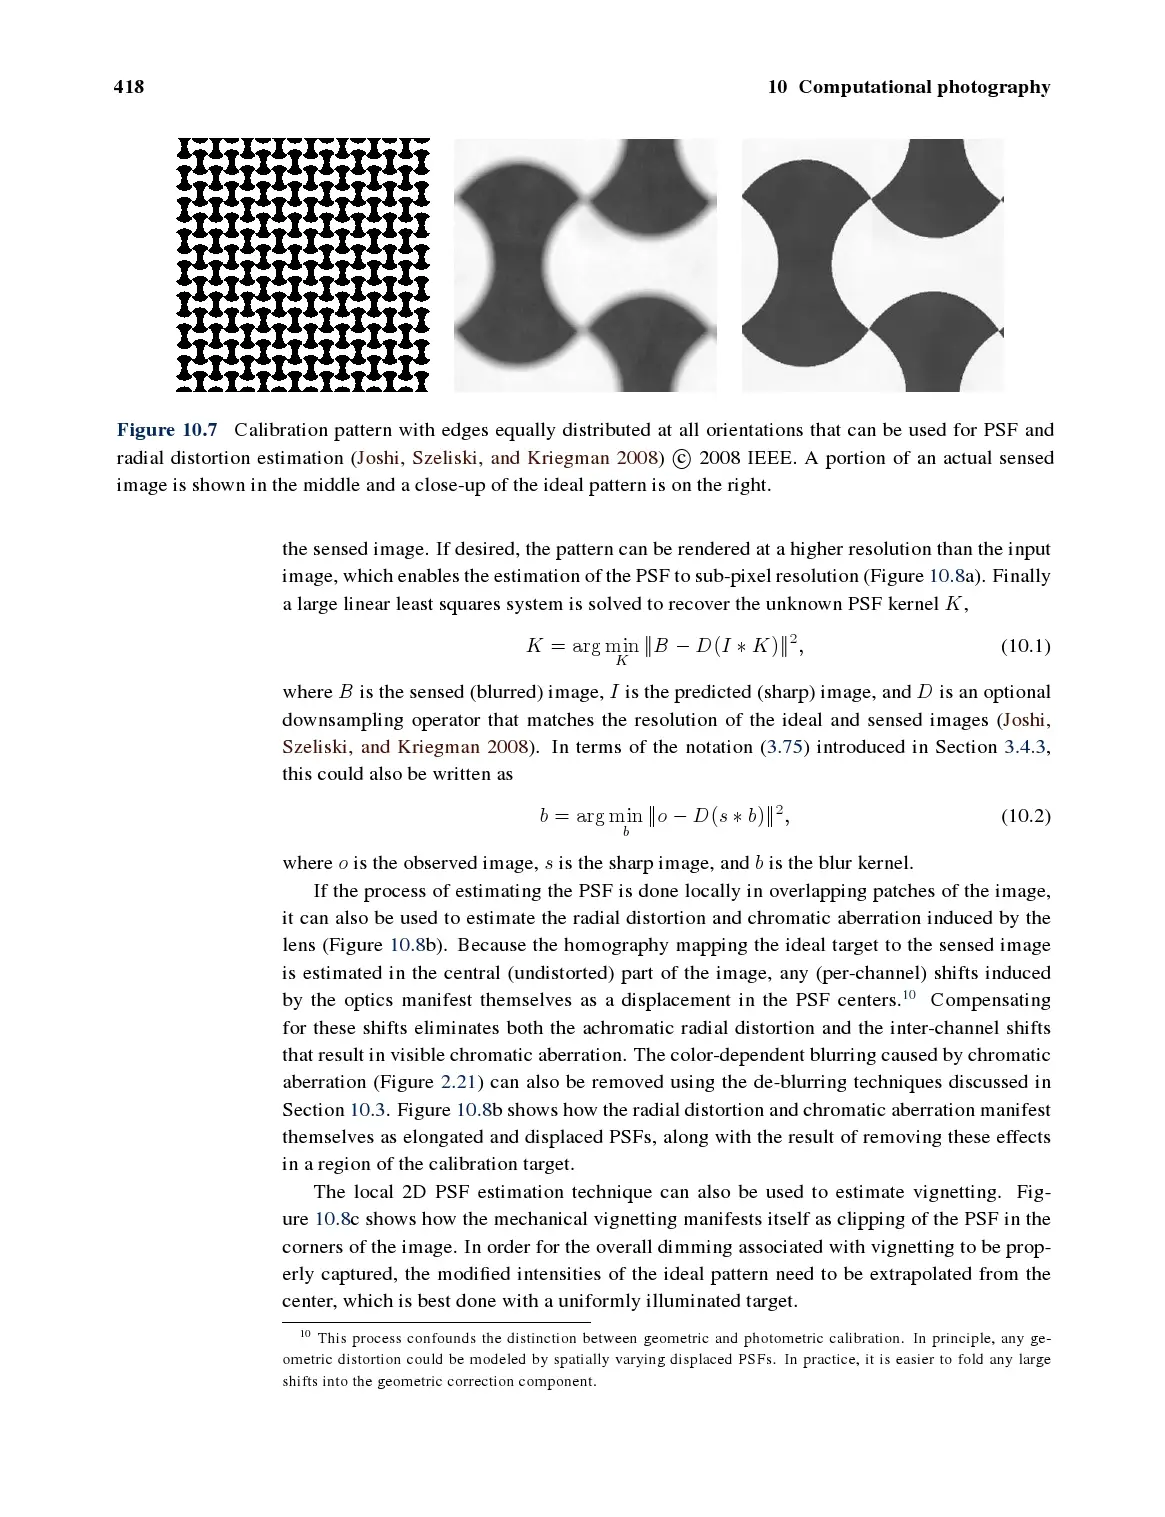 418
10 Computational photography
Figure 10.7 Calibration pattern with edges equally distributed at all orientations that can be used for PSF and
radial distortion estimation (Joshi, Szeliski, and Kriegman 2008) © 2008 IEEE. A portion of an actual sensed
image is shown in the middle and a close-up of the ideal pattern is on the right.
the sensed image. If desired, the pattern can be rendered at a higher resolution than the input
image, which enables the estimation of the PSF to sub-pixel resolution (Figure 10.8a). Finally
a large linear least squares system is solved to recover the unknown PSF kernel K,
K = arg min_K ‖B − D(I ∗ K)‖², (10.1)
where B is the sensed (blurred) image, I is the predicted (sharp) image, and D is an optional
downsampling operator that matches the resolution of the ideal and sensed images (Joshi,
Szeliski, and Kriegman 2008). In terms of the notation (3.75) introduced in Section 3.4.3,
this could also be written as
b = arg min_b ‖o − D(s ∗ b)‖², (10.2)
where o is the observed image, s is the sharp image, and b is the blur kernel.
If the process of estimating the PSF is done locally in overlapping patches of the image,
it can also be used to estimate the radial distortion and chromatic aberration induced by the
lens (Figure 10.8b). Because the homography mapping the ideal target to the sensed image
is estimated in the central (undistorted) part of the image, any (per-channel) shifts induced
by the optics manifest themselves as a displacement in the PSF centers.¹⁰ Compensating
for these shifts eliminates both the achromatic radial distortion and the inter-channel shifts
that result in visible chromatic aberration. The color-dependent blurring caused by chromatic
aberration (Figure 2.21) can also be removed using the de-blurring techniques discussed in
Section 10.3. Figure 10.8b shows how the radial distortion and chromatic aberration manifest
themselves as elongated and displaced PSFs, along with the result of removing these effects
in a region of the calibration target.
The local 2D PSF estimation technique can also be used to estimate vignetting. Fig-
ure 10.8c shows how the mechanical vignetting manifests itself as clipping of the PSF in the
corners of the image. In order for the overall dimming associated with vignetting to be prop-
erly captured, the modified intensities of the ideal pattern need to be extrapolated from the
center, which is best done with a uniformly illuminated target.
¹⁰ This process confounds the distinction between geometric and photometric calibration. In principle, any ge-
ometric distortion could be modeled by spatially varying displaced PSFs. In practice, it is easier to fold any large
shifts into the geometric correction component.